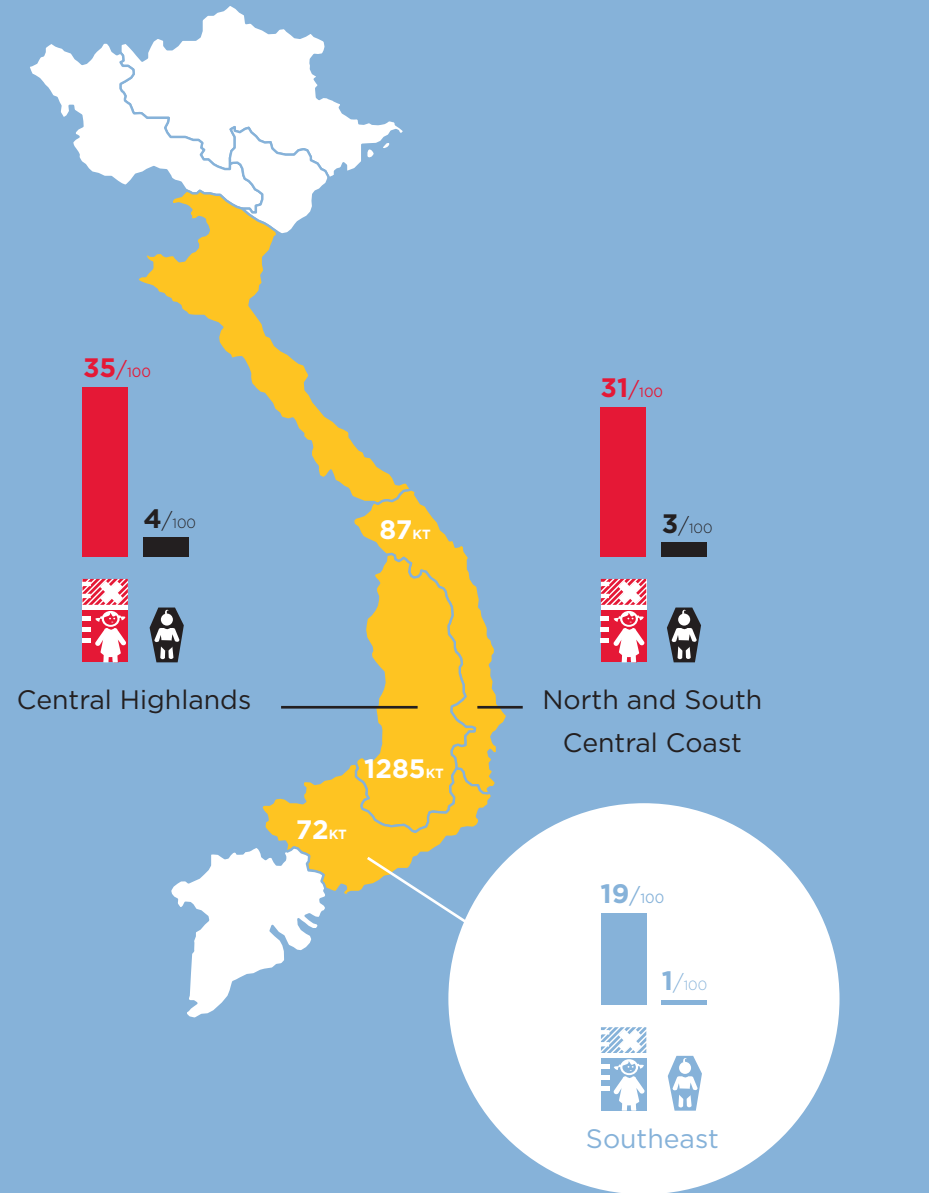 35/100
31/100
4/100
3/100
87KT
Central Highlands
North and South
Central Coast
1285KT
72KT
19/100
1/100
Southeast